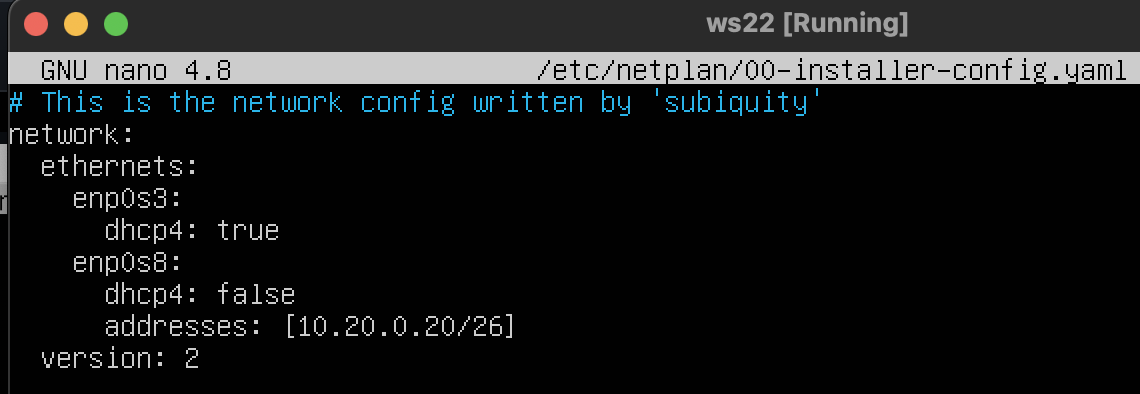 ws22 [Running]
GNU nano 4.8 /etc/netplan/00-installer-config.yaml
# This is the network config written by 'subiquity'
network:
  ethernets:
    enp0s3:
      dhcp4: true
    enp0s8:
      dhcp4: false
      addresses: [10.20.0.20/26]
  version: 2